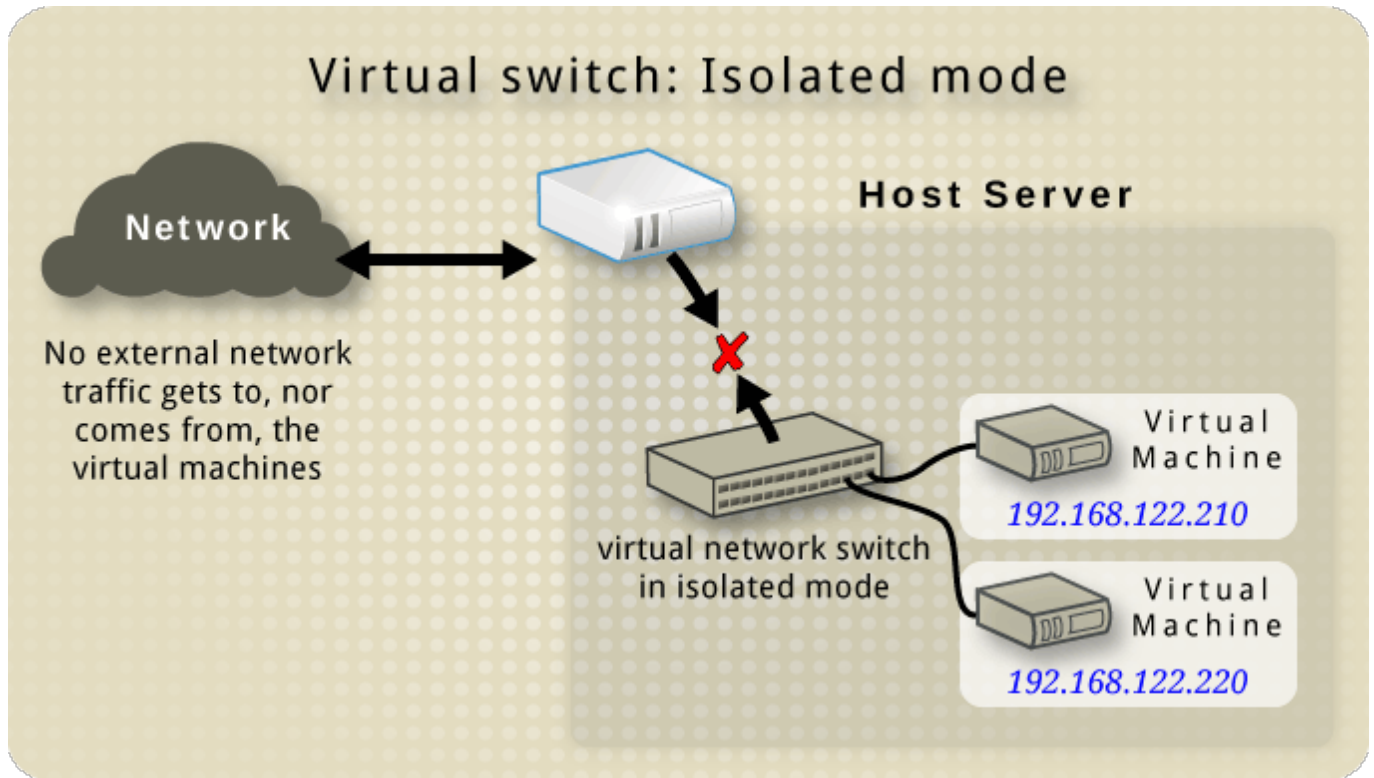 Virtual switch: Isolated mode
Network
Host Server
No external network
traffic gets to, nor
comes from, the
virtual machines
Virtual
Machine
192.168.122.210
virtual network switch
in isolated mode
Virtual
Machine
192.168.122.220